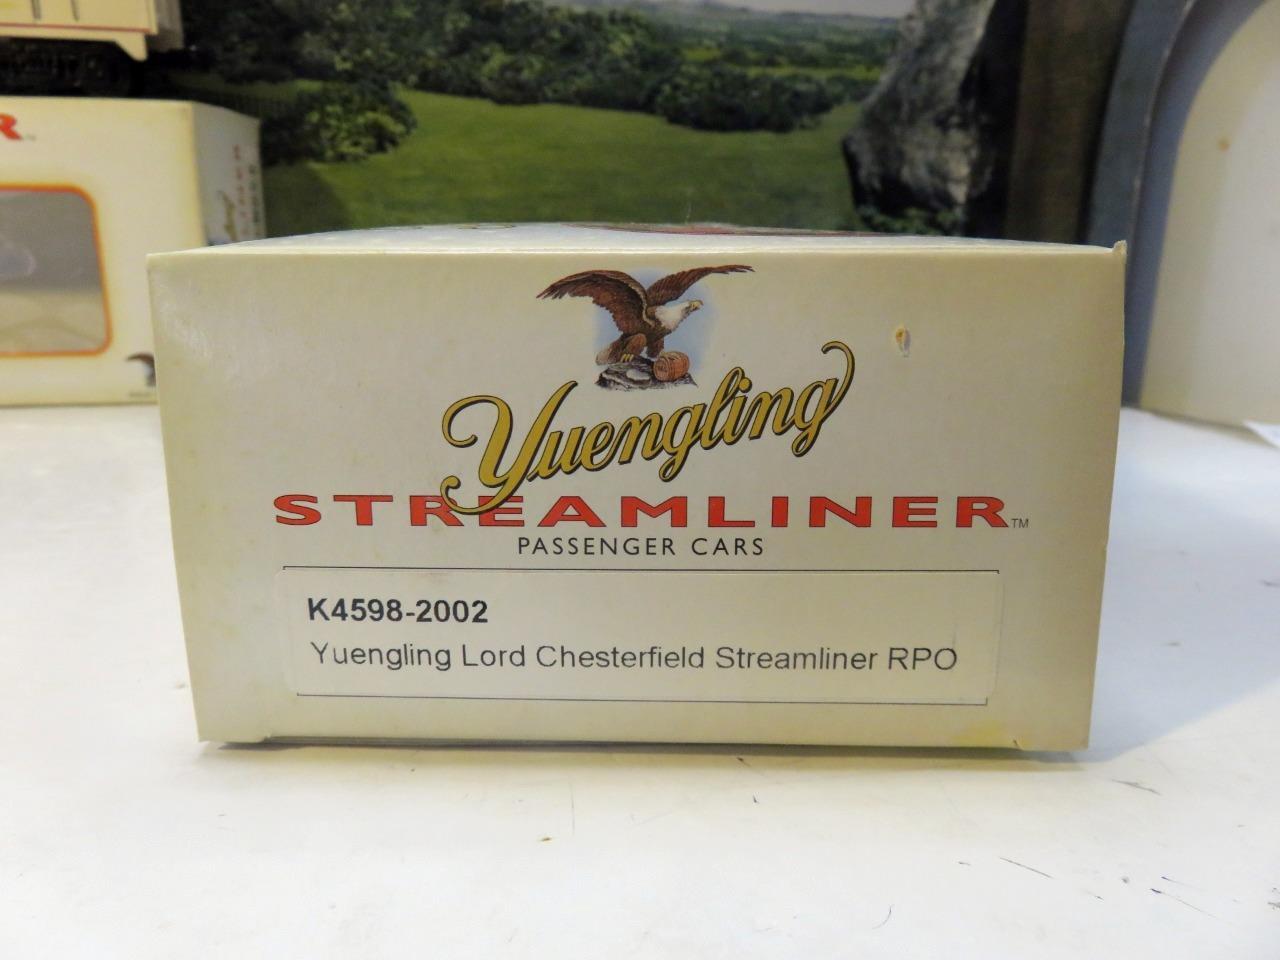 R
Yuengling
STREAMLINER™
PASSENGER CARS
K4598-2002
Yuengling Lord Chesterfield Streamliner RPO